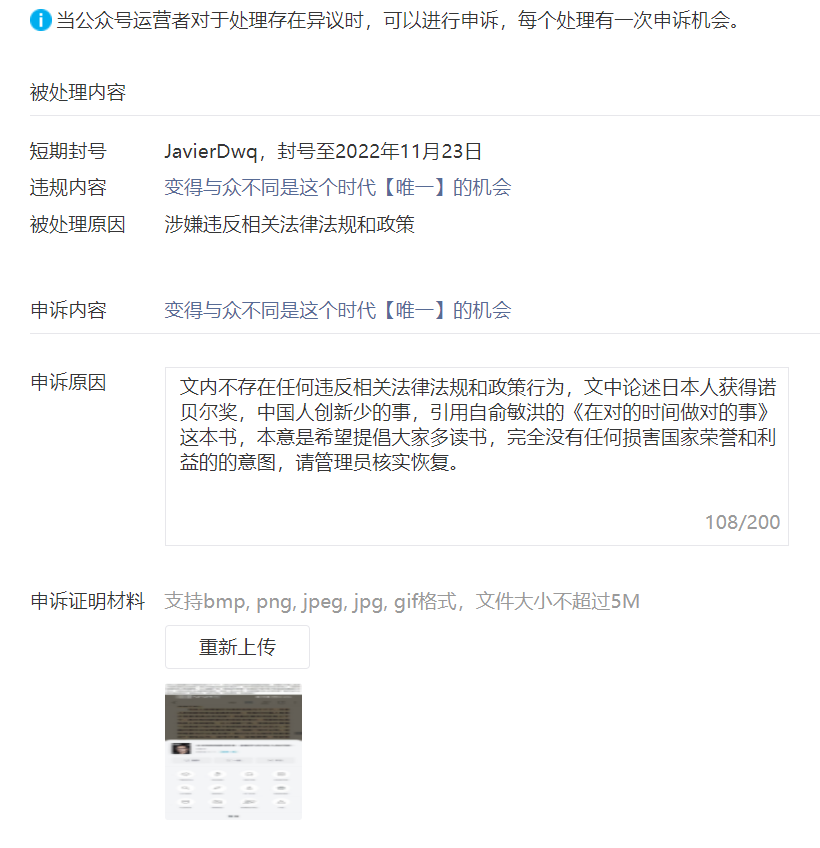 当公众号运营者对于处理存在异议时，可以进行申诉，每个处理有一次申诉机会。
被处理内容
短期封号 JavierDwq，封号至2022年11月23日
违规内容 变得与众不同是这个时代【唯一】的机会
被处理原因 涉嫌违反相关法律法规和政策
申诉内容 变得与众不同是这个时代【唯一】的机会
申诉原因 文内不存在任何违反相关法律法规和政策行为，文中论述日本人获得诺
贝尔奖，中国人创新少的事，引用自俞敏洪的《在对的时间做对的事》
这本书，本意是希望提倡大家多读书，完全没有任何损害国家荣誉和利
益的的意图，请管理员核实恢复。
108/200
申诉证明材料 支持bmp, png, jpeg, jpg, gif格式，文件大小不超过5M
重新上传